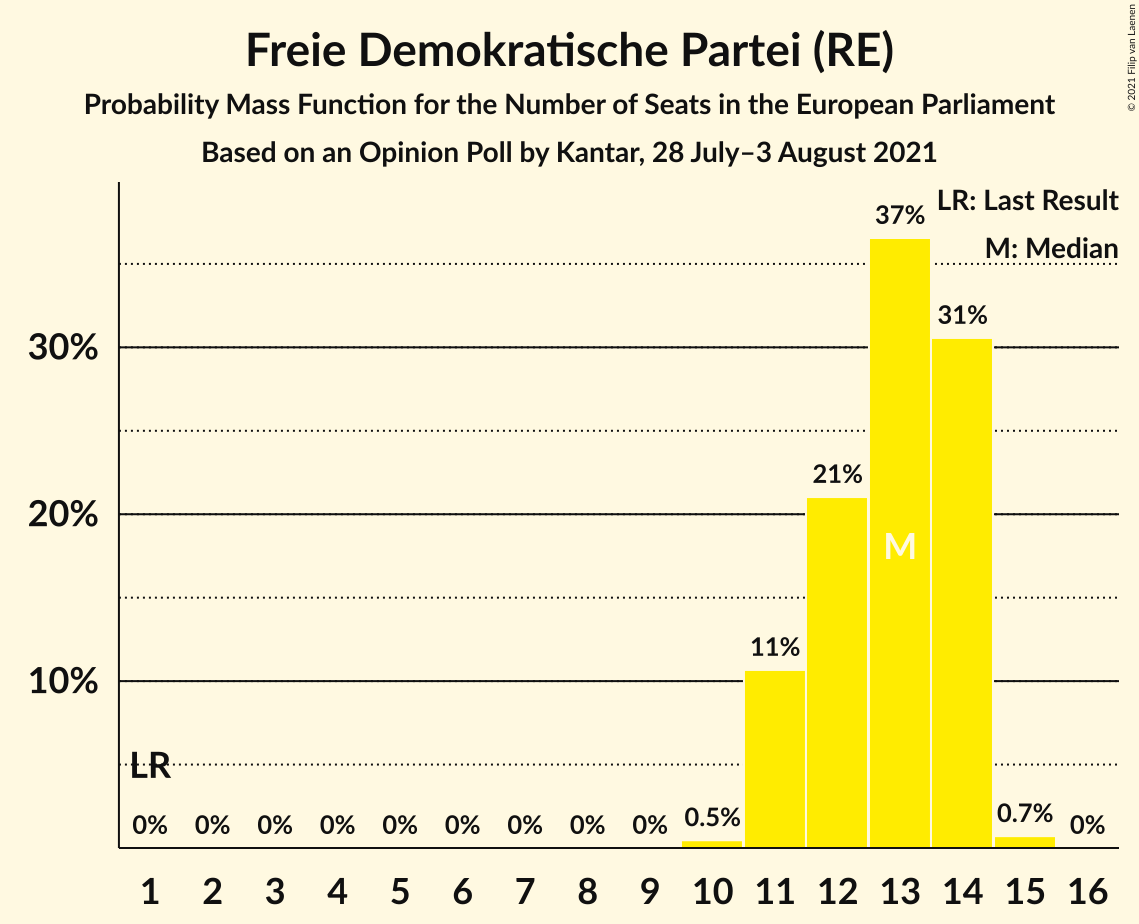 Freie Demokratische Partei (RE)
Probability Mass Function for the Number of Seats in the European Parliament
Based on an Opinion Poll by Kantar, 28 July–3 August 2021
© 2021 Filip van Laenen
LR: Last Result
M: Median
37%
31%
30%
21%
20%
M
11%
10%
LR
0% 0% 0% 0% 0% 0% 0% 0% 0% 0.5% 0.7% 0%
1 2 3 4 5 6 7 8 9 10 11 12 13 14 15 16